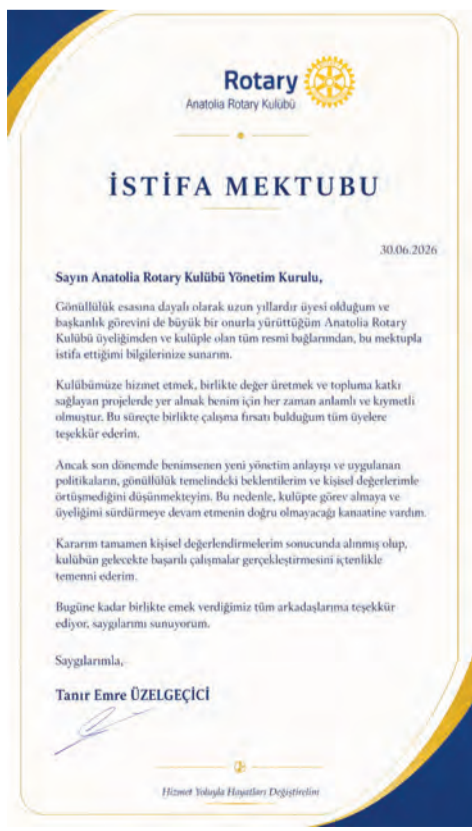 Rotary
Anatolia Rotary Kulübü
İSTİFA MEKTUBU
30.06.2026
Sayın Anatolia Rotary Kulübü Yönetim Kurulu,
Gönüllülük esasına dayalı olarak uzun yıllardır üyesi olduğum ve
başkanlık görevini de büyük bir onurla yürüttüğüm Anatolia Rotary
Kulübü üyeliğimden ve kulüple olan tüm resmi bağlarımdan, bu mektupla
istifa ettiğimi bilgilerinize sunarım.
Kulübümüze hizmet etmek, birlikte değer üretmek ve topluma katkı
sağlayan projelerde yer almak benim için her zaman anlamlı ve kıymetli
olmuştur. Bu süreçte birlikte çalışma fırsatı bulduğum tüm üyelere
teşekkür ederim.
Ancak son dönemde benimsenen yeni yönetim anlayışı ve uygulanan
politikaların, gönüllülük temelindeki beklentilerim ve kişisel değerlerimle
örtüşmediğini düşünmekteyim. Bu nedenle, kulüpte görev almaya ve
üyeliğimi sürdürmeye devam etmenin doğru olmayacağı kanaatine vardım.
Kararım tamamen kişisel değerlendirmelerim sonucunda alınmış olup,
kulübün gelecekte başarılı çalışmalar gerçekleştirmesini içtenlikle
temenni ederim.
Bugüne kadar birlikte emek verdiğimiz tüm arkadaşlarıma teşekkür
ediyor, saygılarımı sunuyorum.
Saygılarımla,
Tanır Emre ÜZELGEÇİCİ
Hizmet Yoluyla Hayatları Değiştirelim